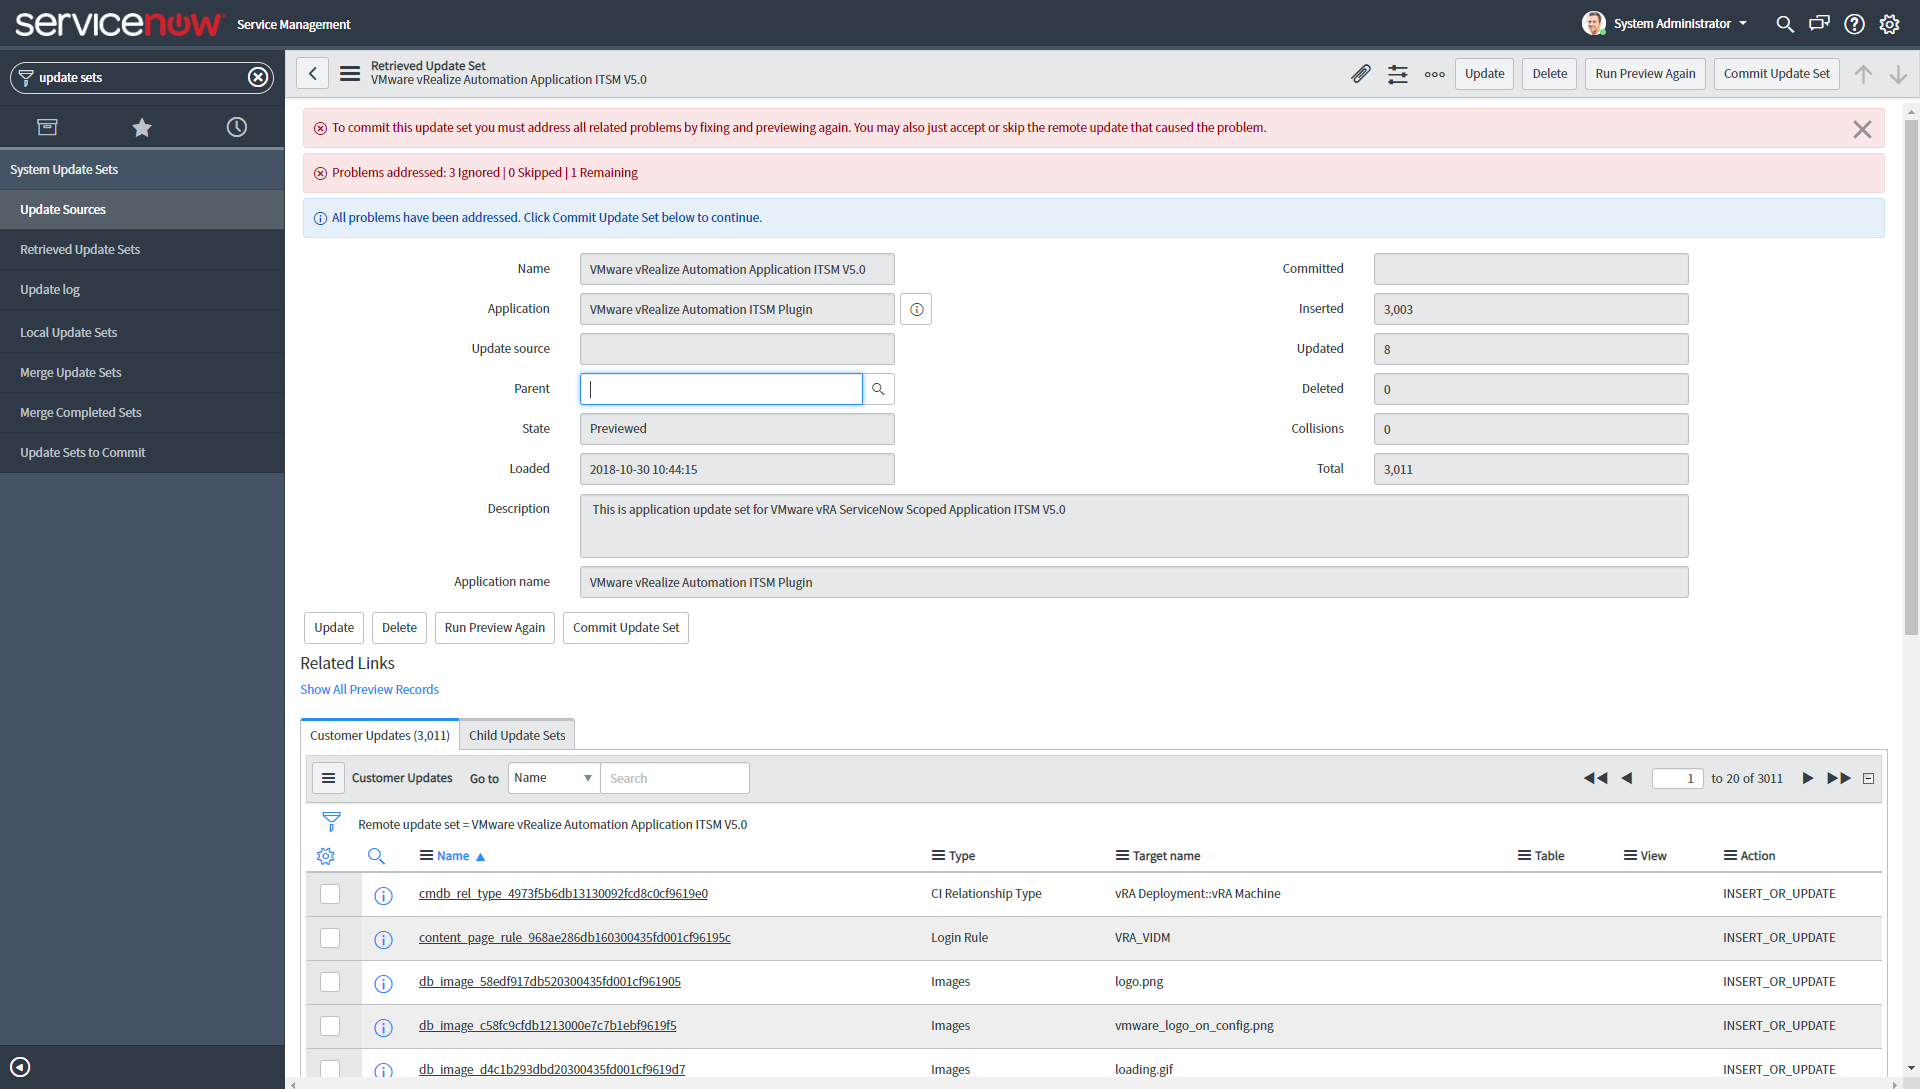 servicenow Service Management
System Administrator
update sets
System Update Sets
Update Sources
Retrieved Update Sets
Update log
Local Update Sets
Merge Update Sets
Merge Completed Sets
Update Sets to Commit
Retrieved Update Set
VMware vRealize Automation Application ITSM V5.0
Update Delete Run Preview Again Commit Update Set
To commit this update set you must address all related problems by fixing and previewing again. You may also just accept or skip the remote update that caused the problem.
Problems addressed: 3 Ignored | 0 Skipped | 1 Remaining
All problems have been addressed. Click Commit Update Set below to continue.
Name VMware vRealize Automation Application ITSM V5.0
Application VMware vRealize Automation ITSM Plugin
Update source
Parent
State Previewed
Loaded 2018-10-30 10:44:15
Committed
Inserted 3,003
Updated 8
Deleted 0
Collisions 0
Total 3,011
Description This is application update set for VMware vRA ServiceNow Scoped Application ITSM V5.0
Application name VMware vRealize Automation ITSM Plugin
Update Delete Run Preview Again Commit Update Set
Related Links
Show All Preview Records
Customer Updates (3,011) Child Update Sets
Customer Updates Go to Name Search 1 to 20 of 3011
Remote update set = VMware vRealize Automation Application ITSM V5.0
Name Type Target name Table View Action
cmdb_rel_type_4973f5b6db13130092fcd8c0cf9619e0 CI Relationship Type vRA Deployment::vRA Machine INSERT_OR_UPDATE
content_page_rule_968ae286db160300435fd001cf96195c Login Rule VRA_VIDM INSERT_OR_UPDATE
db_image_58edf917db520300435fd001cf961905 Images logo.png INSERT_OR_UPDATE
db_image_c58fc9cfdb1213000e7c7b1ebf9619f5 Images vmware_logo_on_config.png INSERT_OR_UPDATE
db_image_d4c1b293dbd20300435fd001cf9619d7 Images loading.gif INSERT_OR_UPDATE